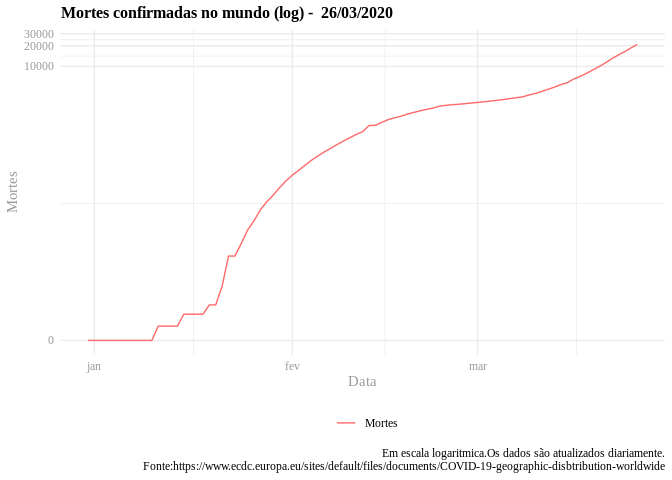 Mortes confirmadas no mundo (log) -  26/03/2020
30000
20000
10000
0
Mortes
jan
fev
mar
Data
Mortes
Em escala logaritmica.Os dados são atualizados diariamente.
Fonte:https://www.ecdc.europa.eu/sites/default/files/documents/COVID-19-geographic-disbtribution-worldwide